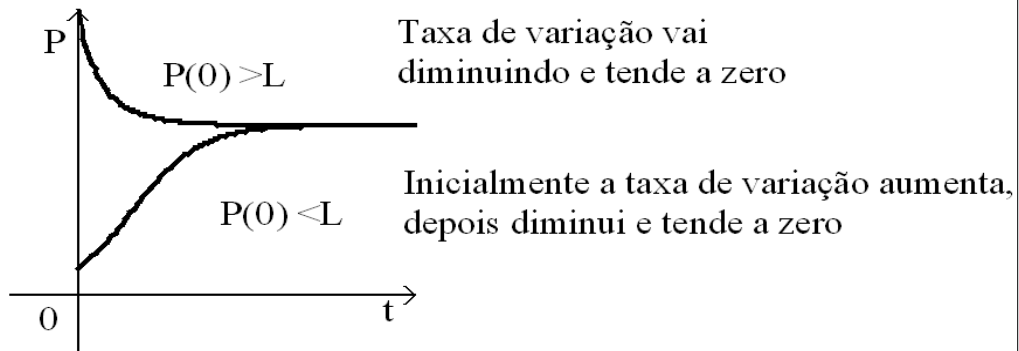 Taxa de variação vai
P
diminuindo e tende a zero
P(0) >L
Inicialmente a taxa de variação aumenta,
P(0) <L
depois diminui e tende a zero
0
t